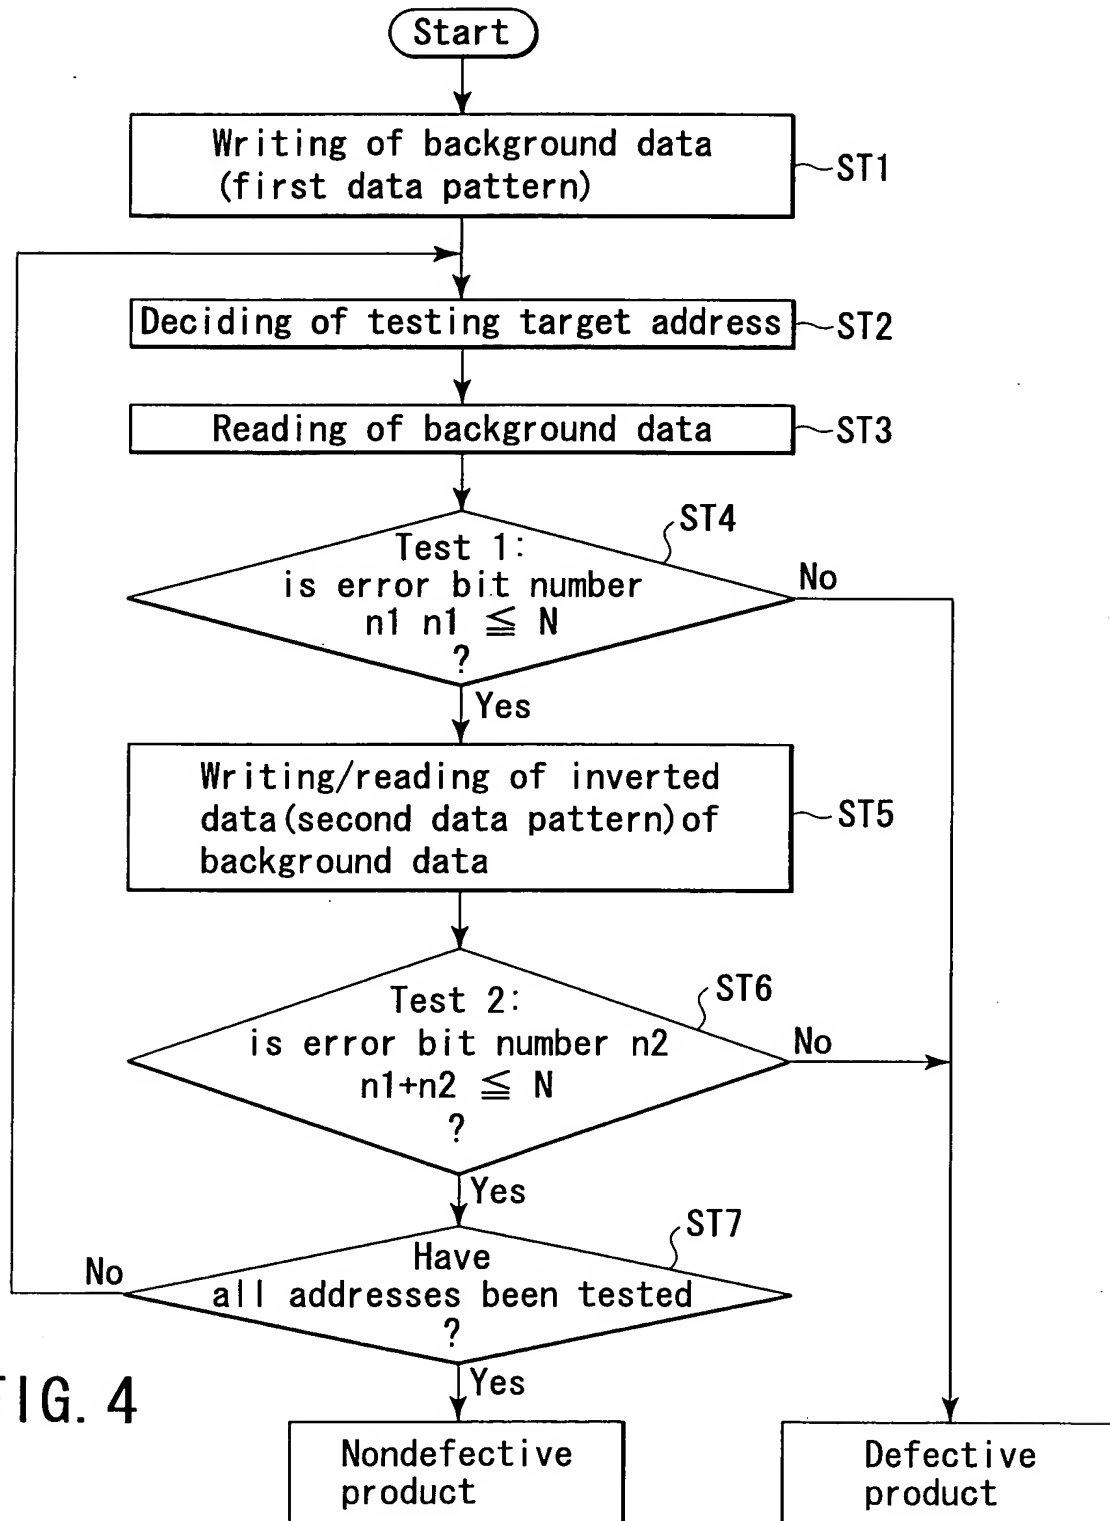 Start
Writing of background data
(first data pattern)
ST1
Deciding of testing target address
ST2
Reading of background data
ST3
ST4
Test 1:
is error bit number
n1 n1 ≦ N
?
No
Yes
Writing/reading of inverted
data(second data pattern)of
background data
ST5
ST6
Test 2:
is error bit number n2
n1+n2 ≦ N
?
No
Yes
ST7
Have
all addresses been tested
?
No
Yes
FIG. 4
Nondefective
product
Defective
product